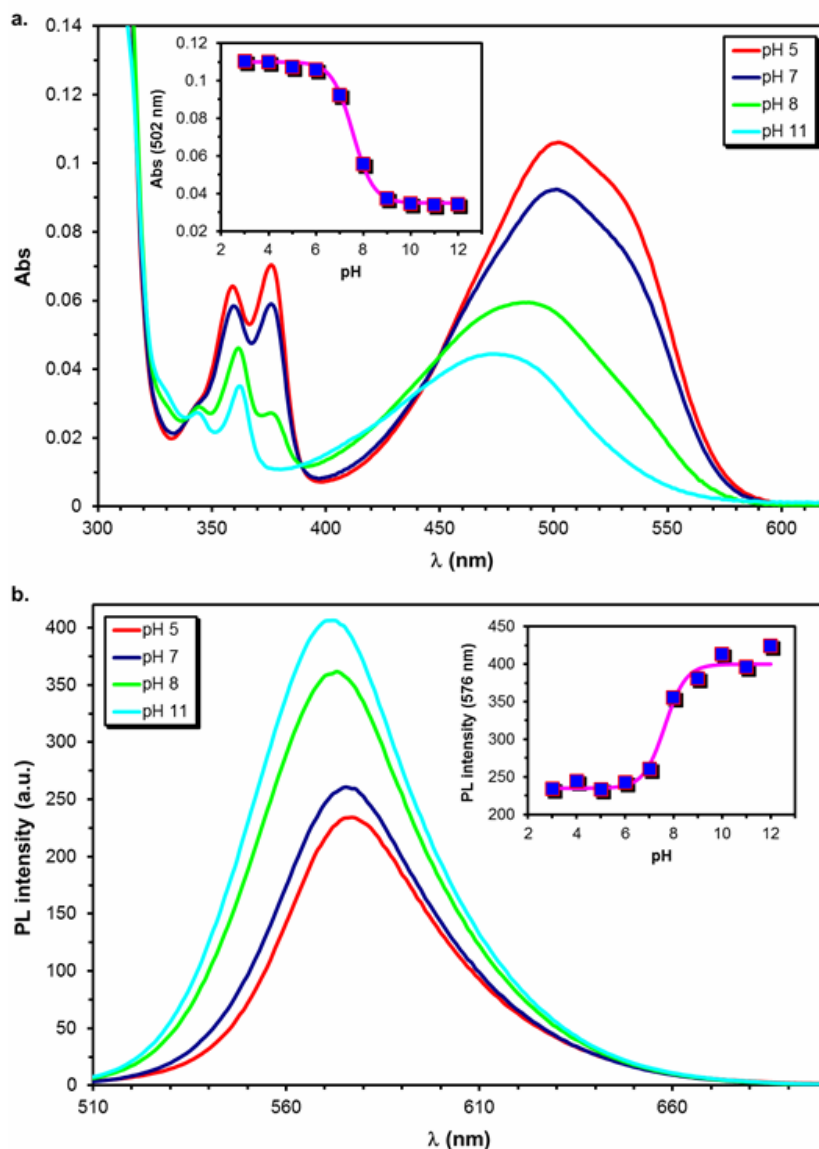 a.
0.14
0.12
0.1
0.08
0.06
0.04
0.02
0
Abs
300 350 400 450 500 550 600
λ (nm)
pH 5
pH 7
pH 8
pH 11
0.12
0.10
0.08
0.06
0.04
0.02
Abs (502 nm)
2 4 6 8 10 12
pH
b.
400
350
300
250
200
150
100
50
0
PL intensity (a.u.)
510 560 610 660
λ (nm)
pH 5
pH 7
pH 8
pH 11
450
400
350
300
250
200
PL intensity (576 nm)
2 4 6 8 10 12
pH